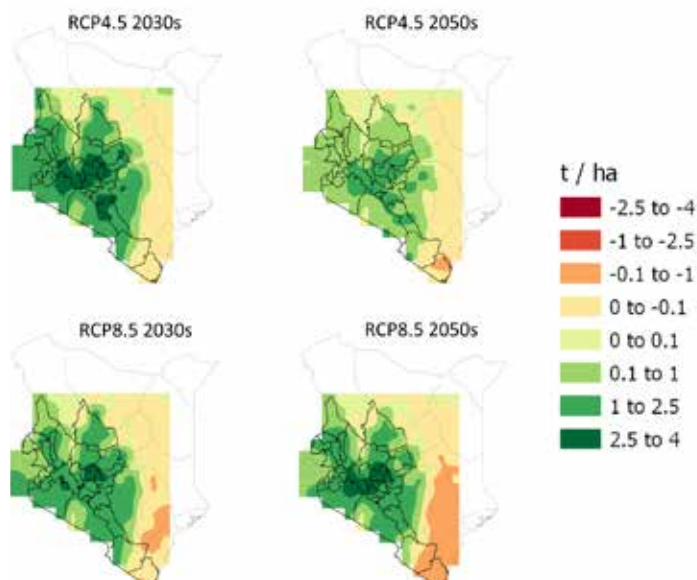 RCP4.5 2030s
RCP4.5 2050s
RCP8.5 2030s
RCP8.5 2050s
t / ha
-2.5 to -4
-1 to -2.5
-0.1 to -1
0 to -0.1
0 to 0.1
0.1 to 1
1 to 2.5
2.5 to 4